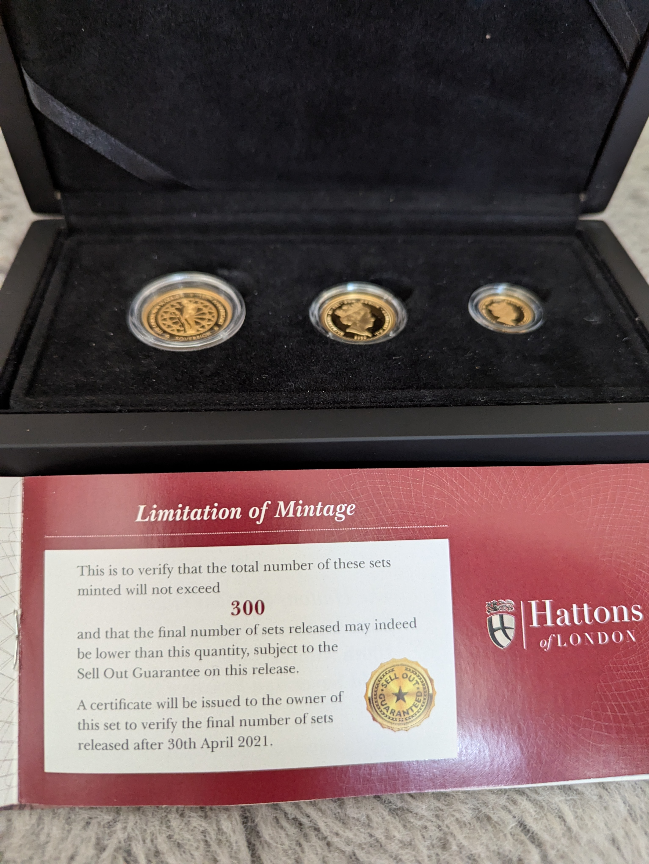 SOVEREIGN
Limitation of Mintage
This is to verify that the total number of these sets
minted will not exceed
300
and that the final number of sets released may indeed
be lower than this quantity, subject to the
Sell Out Guarantee on this release.
A certificate will be issued to the owner of
this set to verify the final number of sets
released after 30th April 2021.
SELL OUT
GUARANTEED
Hattons
of LONDON